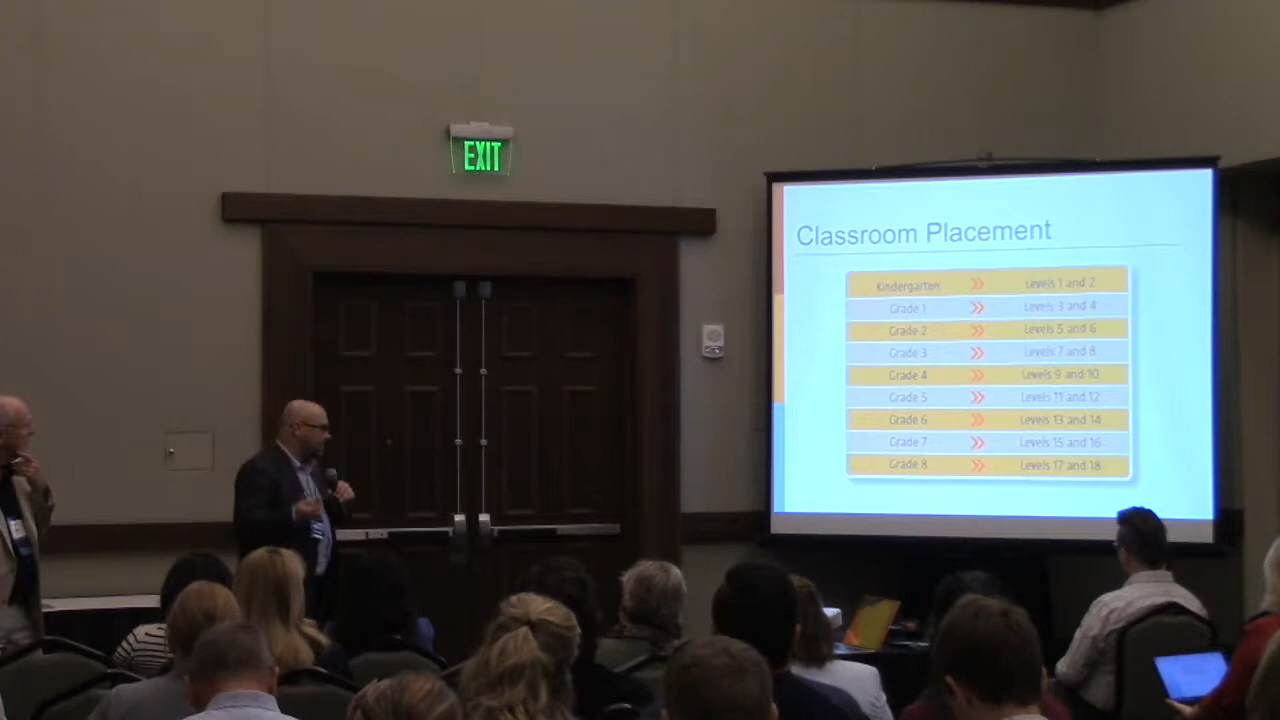 EXIT
Classroom Placement
Kindergarten >> Levels 1 and 2
Grade 1 >> Levels 3 and 4
Grade 2 >> Levels 5 and 6
Grade 3 >> Levels 7 and 8
Grade 4 >> Levels 9 and 10
Grade 5 >> Levels 11 and 12
Grade 6 >> Levels 13 and 14
Grade 7 >> Levels 15 and 16
Grade 8 >> Levels 17 and 18